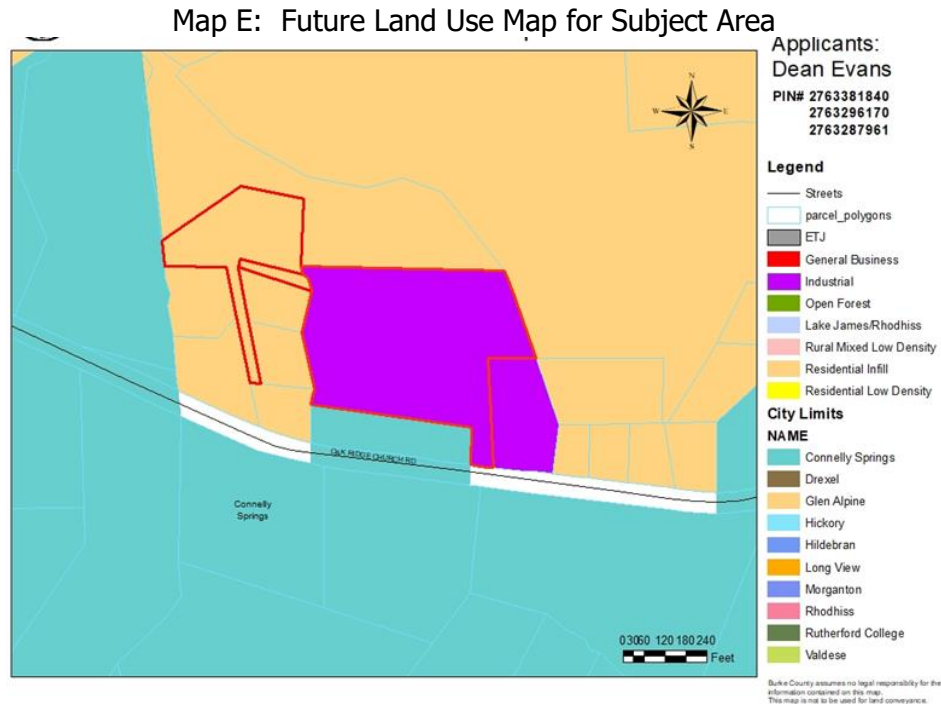 Map E: Future Land Use Map for Subject Area
Applicants:
Dean Evans
PIN# 2763381840
2763296170
2763287961
N
W
E
S
Legend
Streets
parcel_polygons
ETJ
General Business
Industrial
Open Forest
Lake James/Rhodhiss
Rural Mixed Low Density
Residential Infill
Residential Low Density
City Limits
NAME
Connelly Springs
Drexel
Glen Alpine
Hickory
Hildebran
Long View
Morganton
Rhodhiss
Rutherford College
Valdese
OAK RIDGE CHURCH RD
Connelly
Springs
0 30 60 120 180 240
Feet
Burke County assumes no legal responsibility for the
information contained on this map.
This map is not to be used for land conveyance.